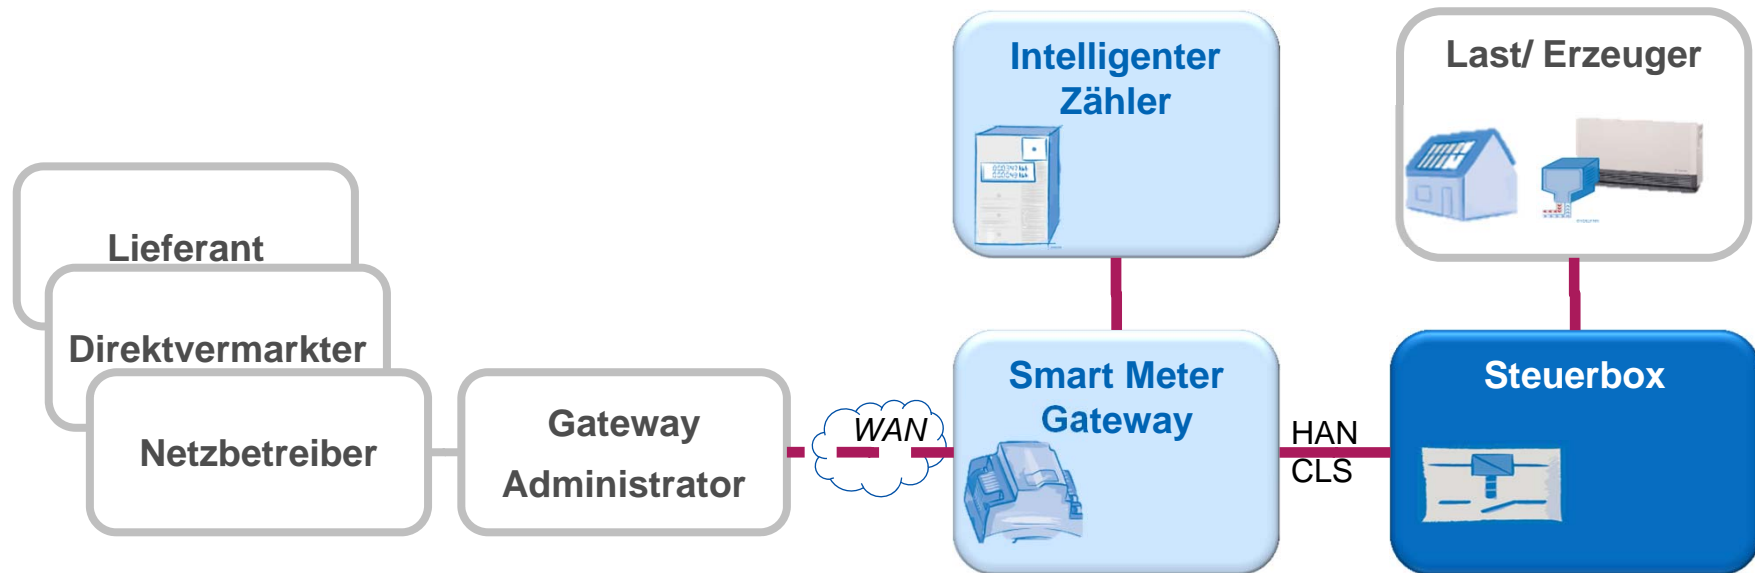 Intelligenter
Zähler
Last/ Erzeuger
Lieferant
Direktvermarkter
Netzbetreiber
Gateway
Administrator
WAN
Smart Meter
Gateway
HAN
CLS
Steuerbox